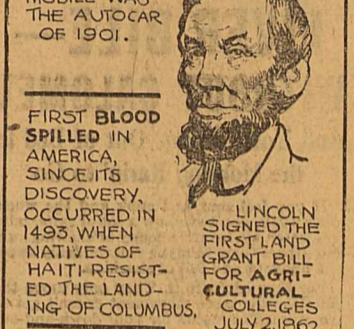 MOBILE WAS
THE AUTOCAR
OF 1901.
FIRST BLOOD
SPILLED IN
AMERICA,
SINCE ITS
DISCOVERY,
OCCURRED IN
1493, WHEN
NATIVES OF
HAITI RESIST-
ED THE LAND-
ING OF COLUMBUS.
LINCOLN
SIGNED THE
FIRST LAND
GRANT BILL
FOR AGRI-
CULTURAL
COLLEGES
JULY 2, 1862